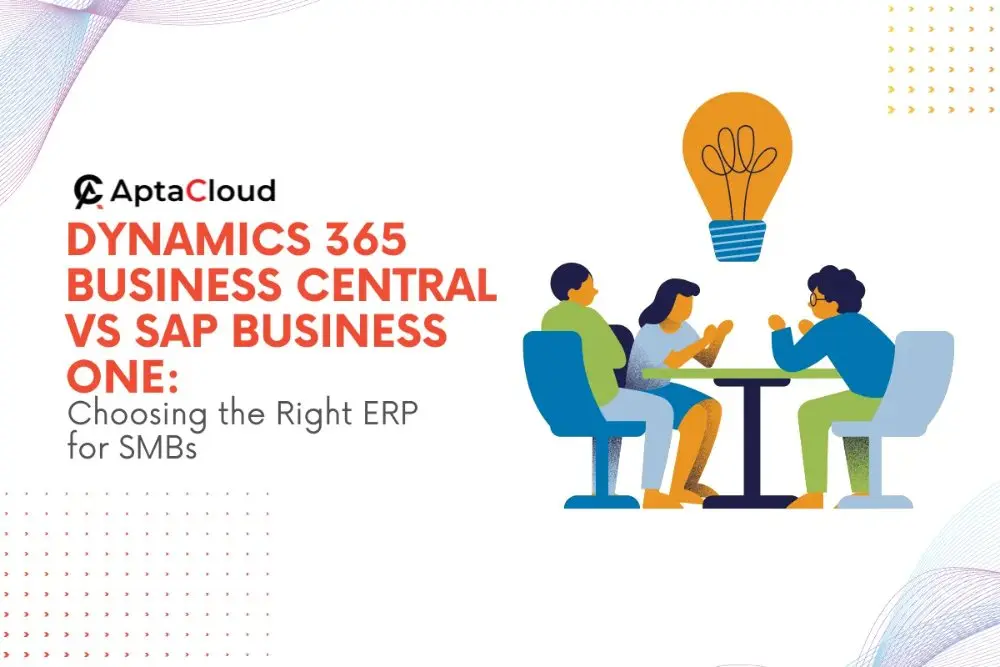 AptaCloud
DYNAMICS 365
BUSINESS CENTRAL
VS SAP BUSINESS
ONE:
Choosing the Right ERP
for SMBs